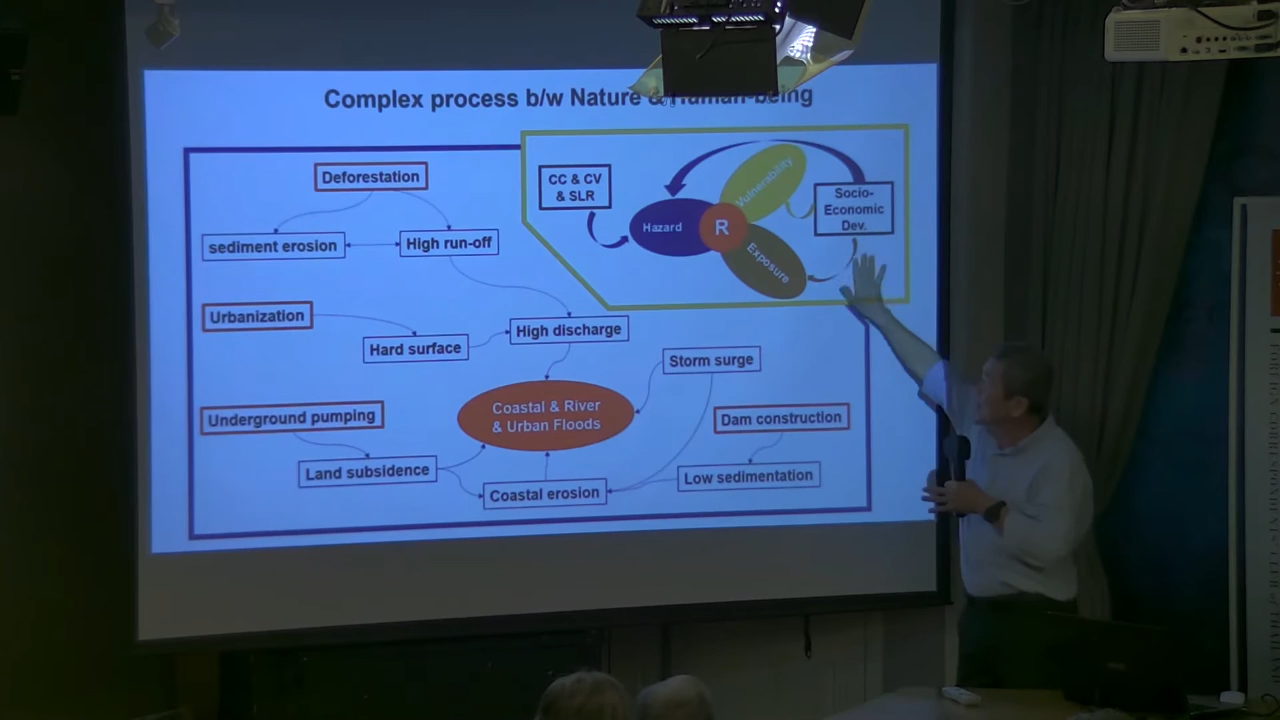 Complex process b/w Nature & Human-being
Deforestation
sediment erosion
High run-off
Urbanization
Hard surface
High discharge
Underground pumping
Land subsidence
Coastal & River
& Urban Floods
Coastal erosion
Storm surge
Dam construction
Low sedimentation
CC & CV
& SLR
Hazard
R
Vulnerability
Exposure
Socio-
Economic
Dev.